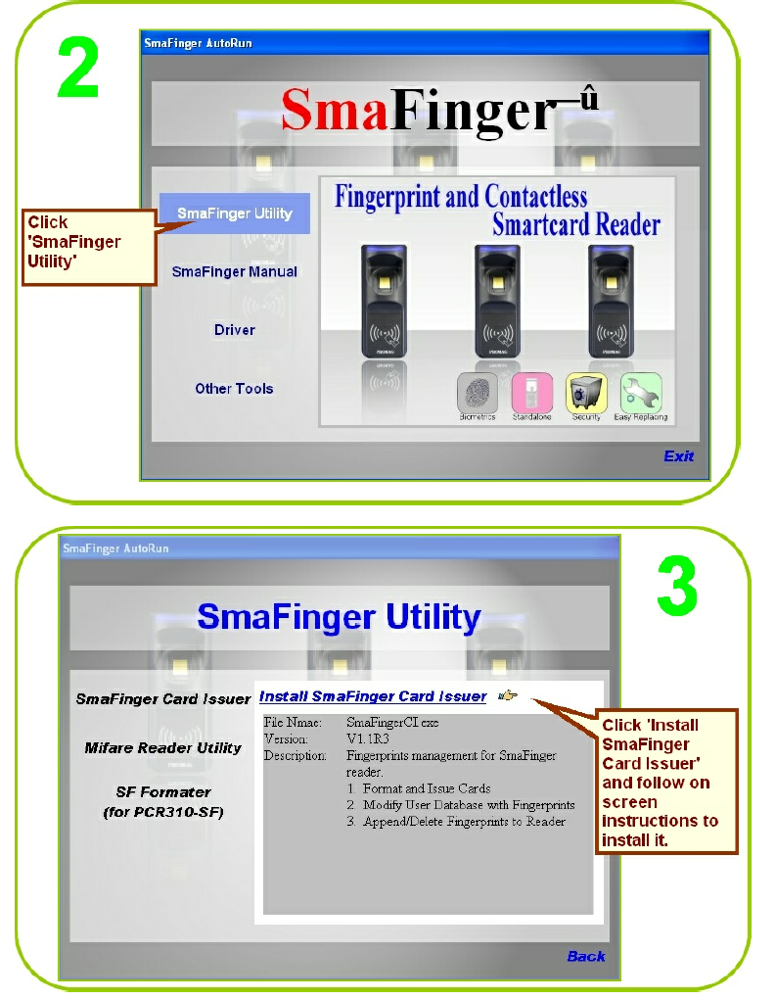 2
SmaFinger AutoRun
SmaFinger—û
Click
'SmaFinger
Utility'
SmaFinger Utility
SmaFinger Manual
Driver
Other Tools
Fingerprint and Contactless
Smartcard Reader
PROMAG PROMAG PROMAG
Biometrics Standalone Security Easy Replacing
Exit
3
SmaFinger AutoRun
SmaFinger Utility
SmaFinger Card Issuer
Mifare Reader Utility
SF Formater
(for PCR310-SF)
Install SmaFinger Card Issuer
File Nmae: SmaFingerCI.exe
Version: V1.1R3
Description: Fingerprints management for SmaFinger
reader.
1. Format and Issue Cards
2. Modify User Database with Fingerprints
3. Append/Delete Fingerprints to Reader
Click 'Install
SmaFinger
Card Issuer'
and follow on
screen
instructions to
install it.
Back